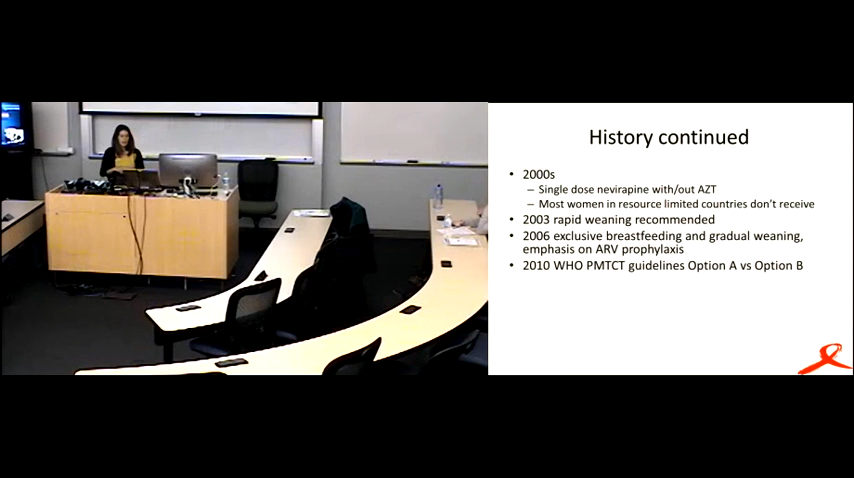 History continued
• 2000s
– Single dose nevirapine with/out AZT
– Most women in resource limited countries don't receive
• 2003 rapid weaning recommended
• 2006 exclusive breastfeeding and gradual weaning,
emphasis on ARV prophylaxis
• 2010 WHO PMTCT guidelines Option A vs Option B